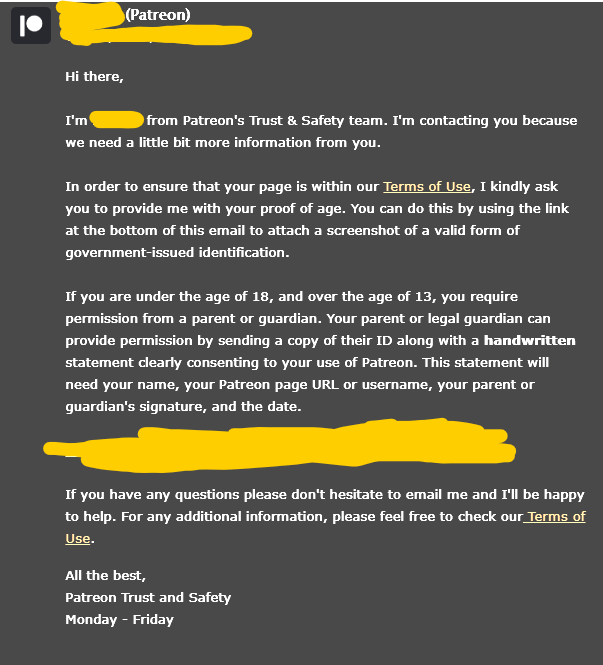 (Patreon)
Hi there,
I'm from Patreon's Trust & Safety team. I'm contacting you because
we need a little bit more information from you.
In order to ensure that your page is within our Terms of Use, I kindly ask
you to provide me with your proof of age. You can do this by using the link
at the bottom of this email to attach a screenshot of a valid form of
government-issued identification.
If you are under the age of 18, and over the age of 13, you require
permission from a parent or guardian. Your parent or legal guardian can
provide permission by sending a copy of their ID along with a handwritten
statement clearly consenting to your use of Patreon. This statement will
need your name, your Patreon page URL or username, your parent or
guardian's signature, and the date.
If you have any questions please don't hesitate to email me and I'll be happy
to help. For any additional information, please feel free to check our Terms of
Use.
All the best,
Patreon Trust and Safety
Monday - Friday